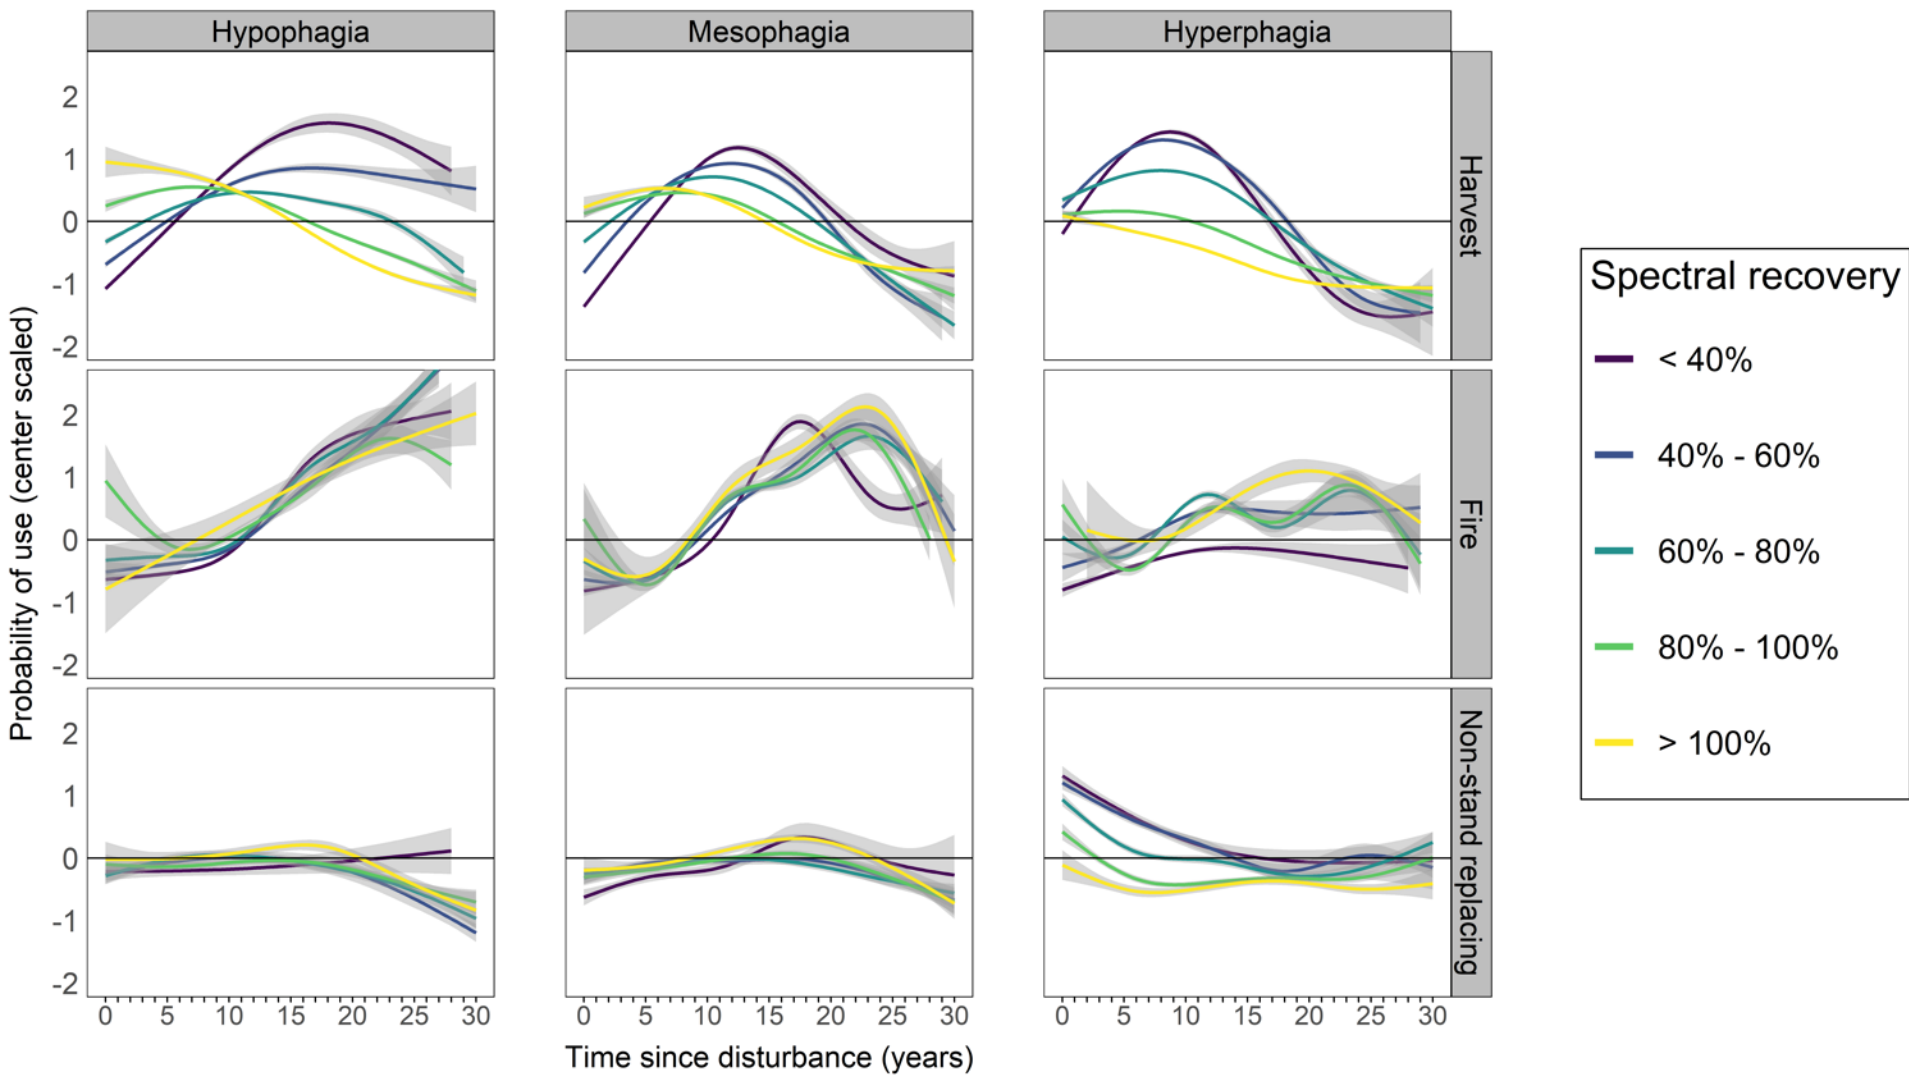 Hypophagia
Mesophagia
Hyperphagia
Probability of use (center scaled)
2
1
0
-1
-2
Harvest
2
1
0
-1
-2
Fire
2
1
0
-1
-2
Non-stand replacing
0 5 10 15 20 25 30
0 5 10 15 20 25 30
0 5 10 15 20 25 30
Time since disturbance (years)
Spectral recovery
< 40%
40% - 60%
60% - 80%
80% - 100%
> 100%